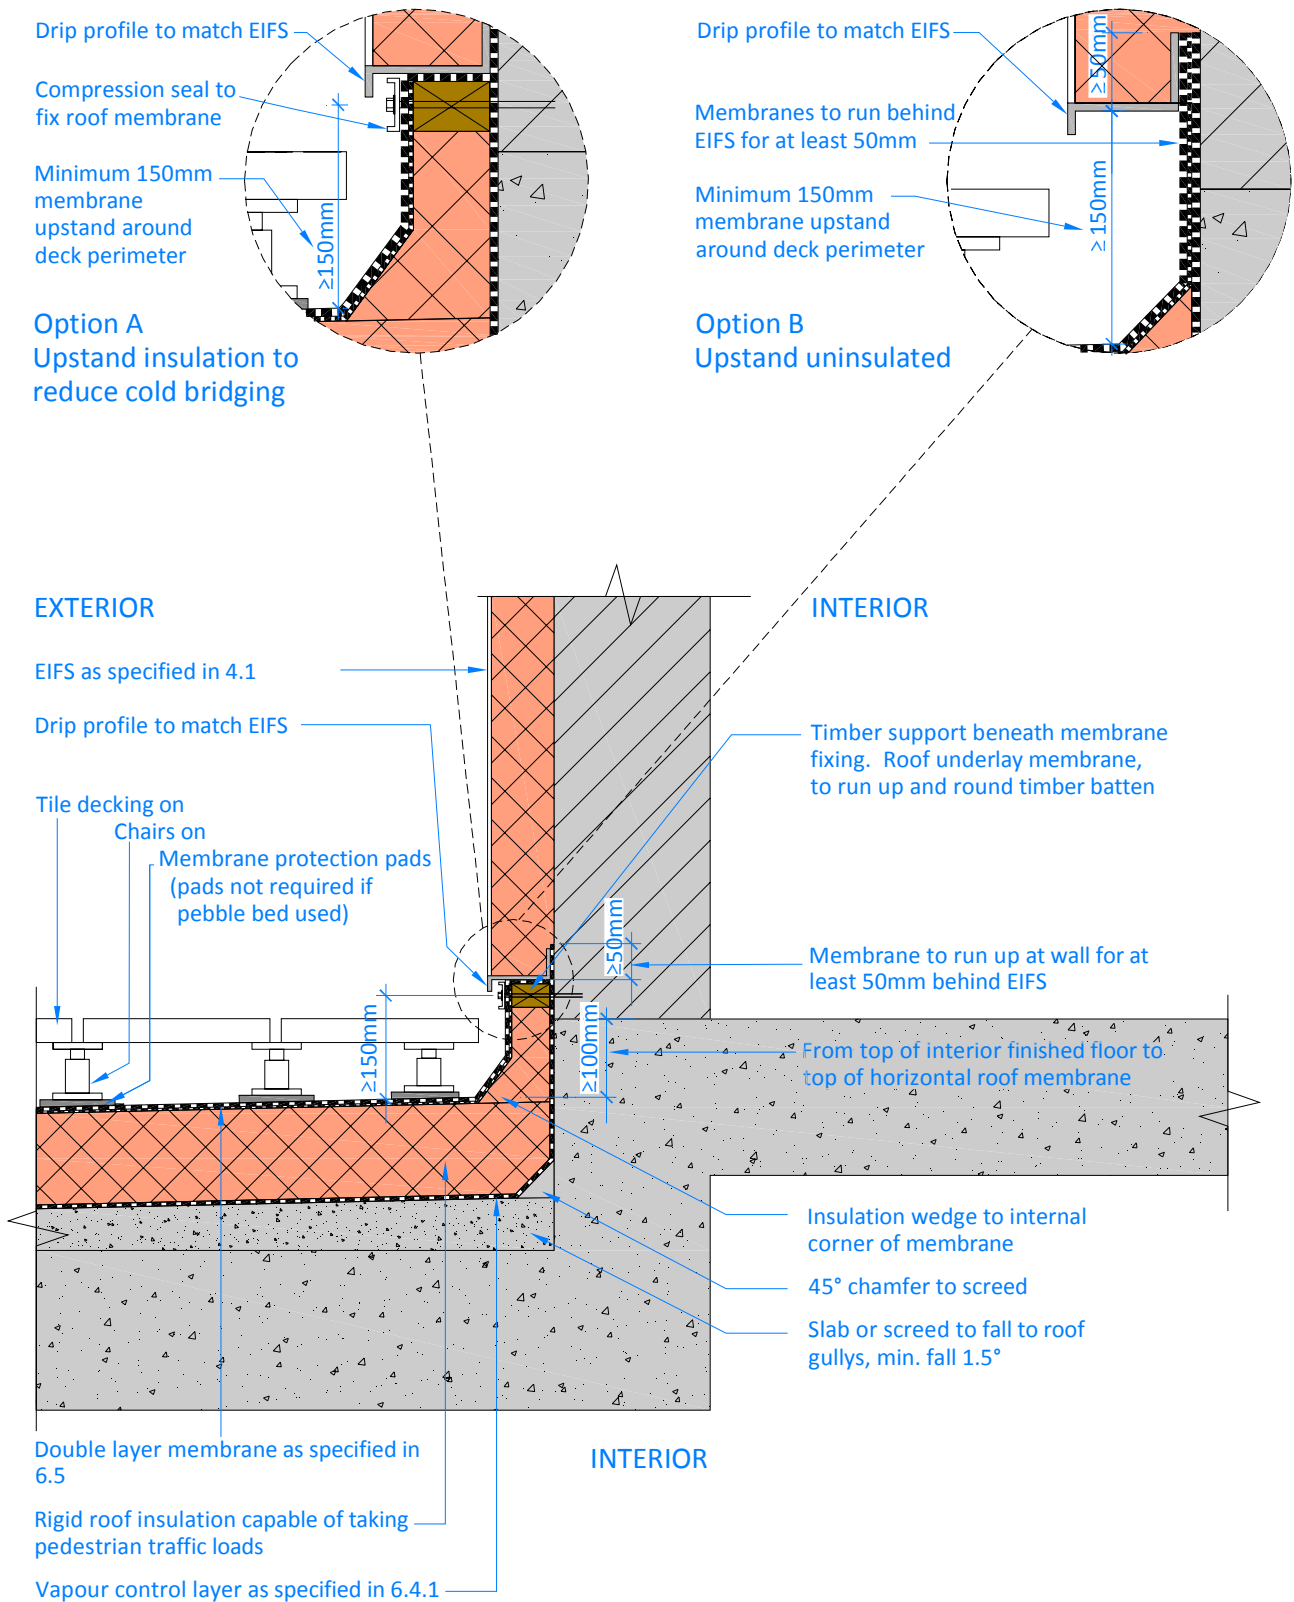 Drip profile to match EIFS
Compression seal to
fix roof membrane
Minimum 150mm
membrane
upstand around
deck perimeter
≥150mm
Option A
Upstand insulation to
reduce cold bridging
Drip profile to match EIFS
Membranes to run behind
EIFS for at least 50mm
Minimum 150mm
membrane upstand
around deck perimeter
≥50mm
≥150mm
Option B
Upstand uninsulated
EXTERIOR
INTERIOR
EIFS as specified in 4.1
Drip profile to match EIFS
Tile decking on
Chairs on
Membrane protection pads
(pads not required if
pebble bed used)
Timber support beneath membrane
fixing. Roof underlay membrane,
to run up and round timber batten
≥50mm
Membrane to run up at wall for at
least 50mm behind EIFS
≥150mm
≥100mm
From top of interior finished floor to
top of horizontal roof membrane
Insulation wedge to internal
corner of membrane
45° chamfer to screed
Slab or screed to fall to roof
gullys, min. fall 1.5°
Double layer membrane as specified in
6.5
INTERIOR
Rigid roof insulation capable of taking
pedestrian traffic loads
Vapour control layer as specified in 6.4.1